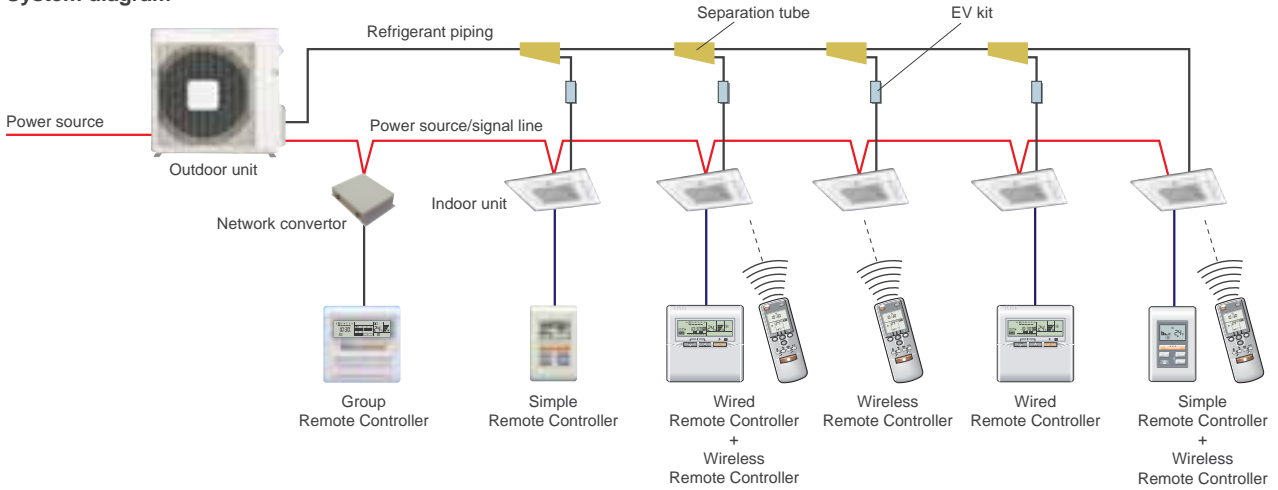 System diagram
Separation tube
EV kit
Refrigerant piping
Power source
Power source/signal line
Outdoor unit
Indoor unit
Network convertor
Group
Remote Controller
Simple
Remote Controller
Wired
Remote Controller
+
Wireless
Remote Controller
Wireless
Remote Controller
Wired
Remote Controller
Simple
Remote Controller
+
Wireless
Remote Controller